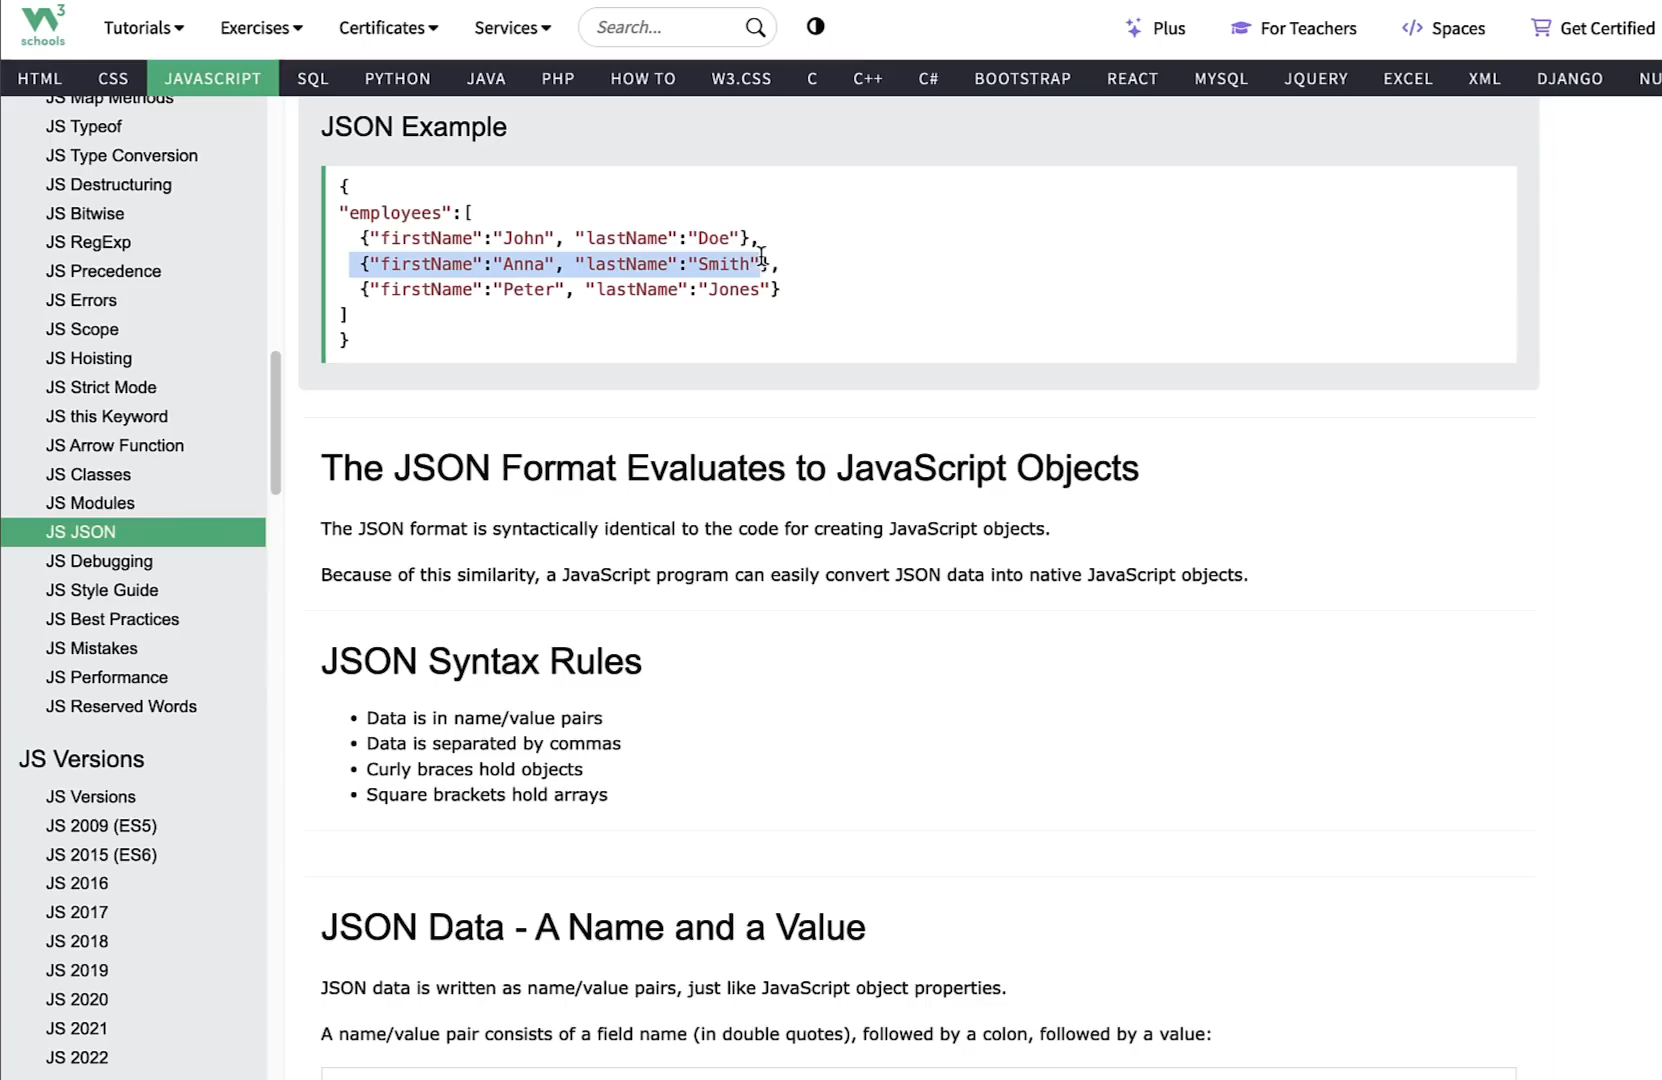 3
schools
Tutorials
Exercises
Certificates
Services
Search...
Plus
For Teachers
</> Spaces
Get Certified
HTML
CSS
JAVASCRIPT
SQL
PYTHON
JAVA
PHP
HOW TO
W3.CSS
C
C++
C#
BOOTSTRAP
REACT
MYSQL
JQUERY
EXCEL
XML
DJANGO
NU
JS Map Methods
JS Typeof
JS Type Conversion
JS Destructuring
JS Bitwise
JS RegExp
JS Precedence
JS Errors
JS Scope
JS Hoisting
JS Strict Mode
JS this Keyword
JS Arrow Function
JS Classes
JS Modules
JS JSON
JS Debugging
JS Style Guide
JS Best Practices
JS Mistakes
JS Performance
JS Reserved Words
JS Versions
JS Versions
JS 2009 (ES5)
JS 2015 (ES6)
JS 2016
JS 2017
JS 2018
JS 2019
JS 2020
JS 2021
JS 2022
JSON Example
{
"employees":[
{"firstName":"John", "lastName":"Doe"},
{"firstName":"Anna", "lastName":"Smith"},
{"firstName":"Peter", "lastName":"Jones"}
]
}
The JSON Format Evaluates to JavaScript Objects
The JSON format is syntactically identical to the code for creating JavaScript objects.
Because of this similarity, a JavaScript program can easily convert JSON data into native JavaScript objects.
JSON Syntax Rules
• Data is in name/value pairs
• Data is separated by commas
• Curly braces hold objects
• Square brackets hold arrays
JSON Data - A Name and a Value
JSON data is written as name/value pairs, just like JavaScript object properties.
A name/value pair consists of a field name (in double quotes), followed by a colon, followed by a value: